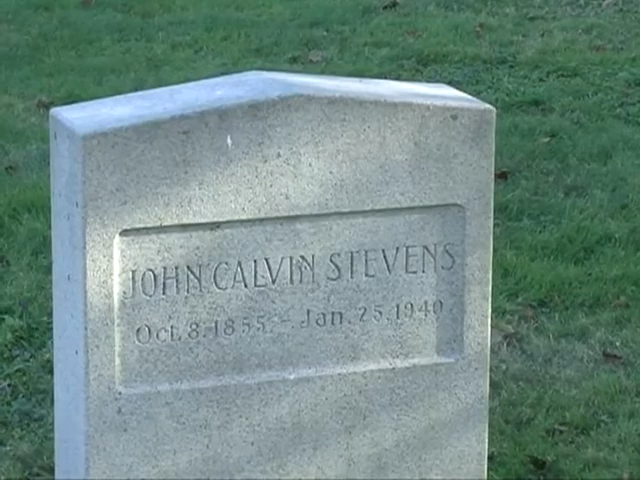 JOHN CALVIN STEVENS
Oct. 8. 1855. – Jan. 25. 1940.